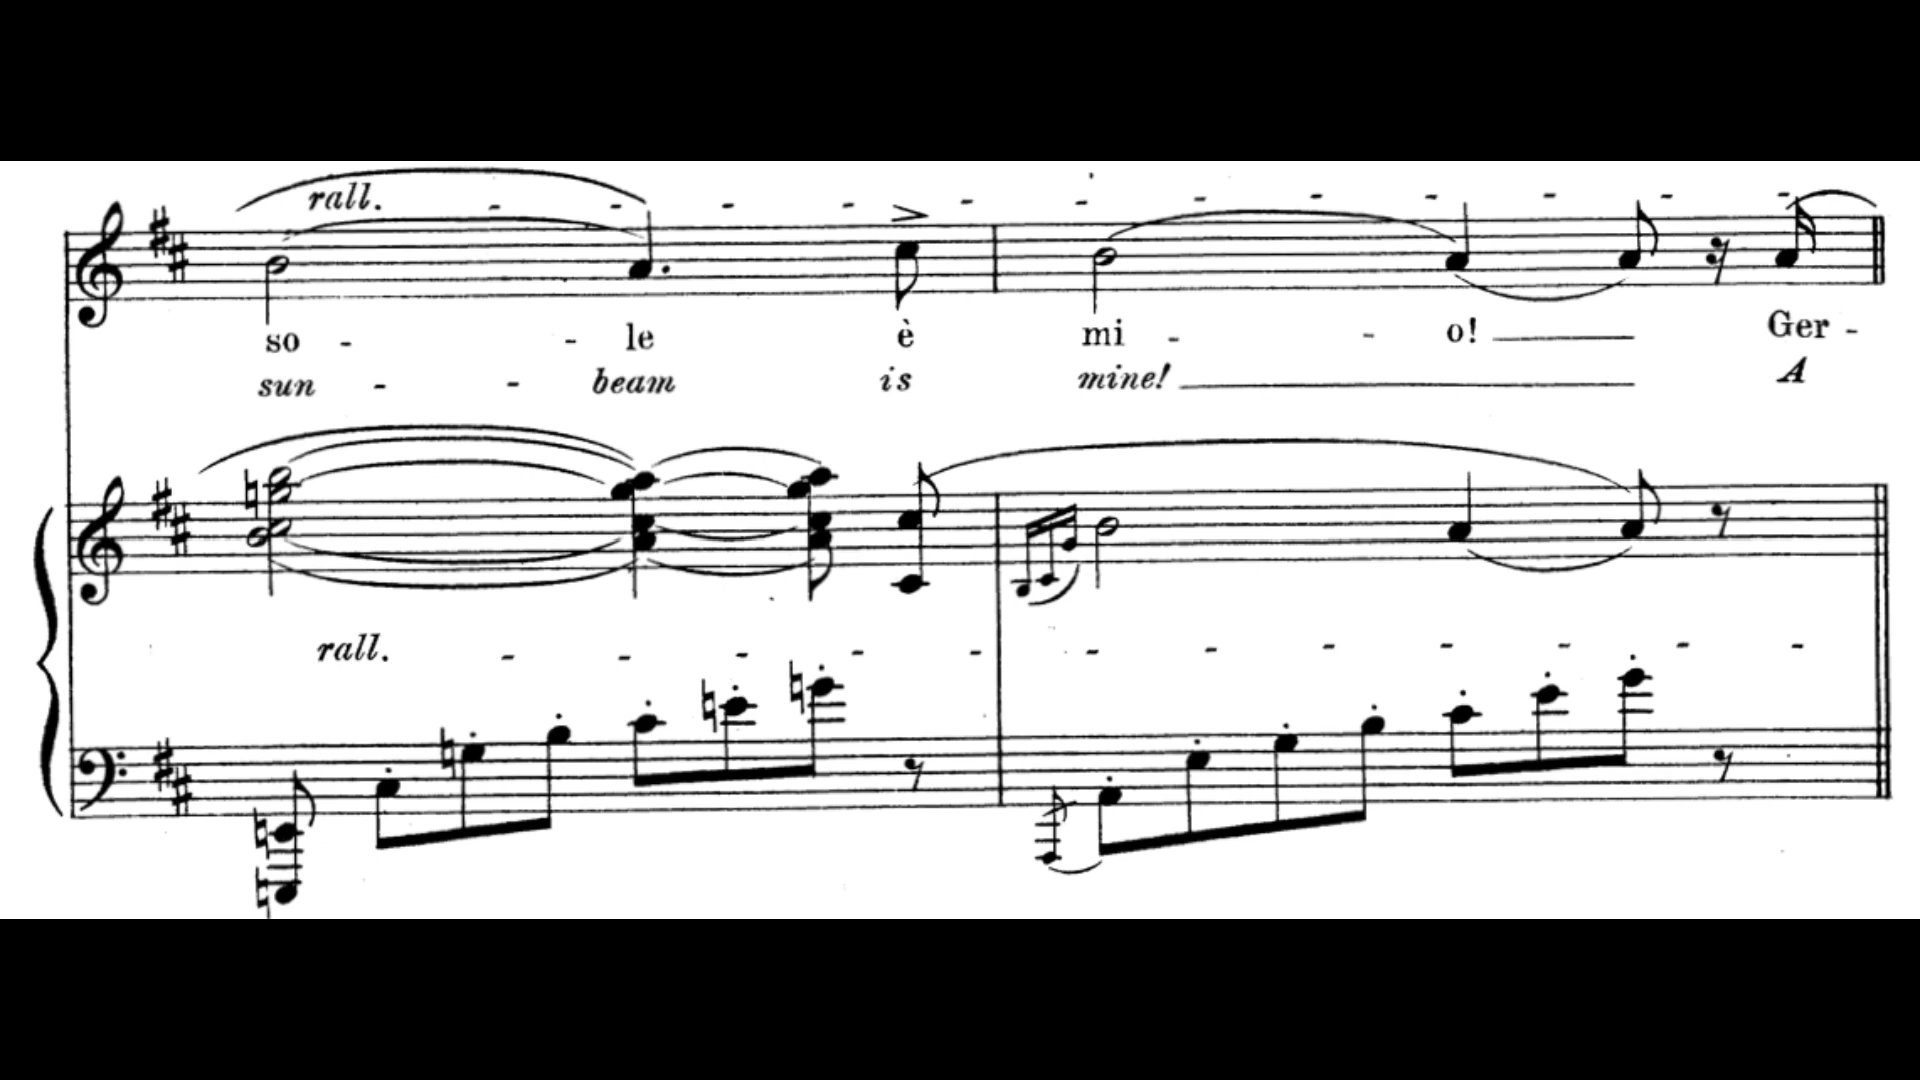 rall. - - - - - - - - - - - -
so - - le è mi - - o! Ger -
sun - - beam is mine! A
rall. - - - - - - - - - - - -